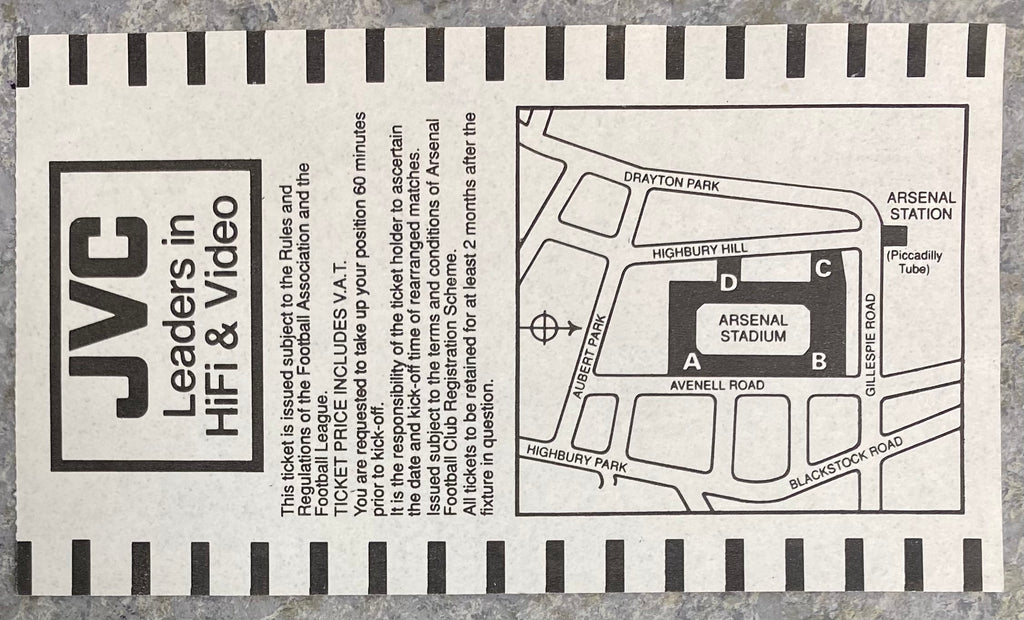 JVC
Leaders in
HiFi & Video
This ticket is issued subject to the Rules and
Regulations of the Football Association and the
Football League.
TICKET PRICE INCLUDES V.A.T.
You are requested to take up your position 60 minutes
prior to kick-off.
It is the responsibility of the ticket holder to ascertain
the date and kick-off time of rearranged matches.
Issued subject to the terms and conditions of Arsenal
Football Club Registration Scheme.
All tickets to be retained for at least 2 months after the
fixture in question.
DRAYTON PARK
ARSENAL
STATION
(Piccadilly
Tube)
HIGHBURY HILL
D
C
ARSENAL
STADIUM
A
B
AUBERT PARK
AVENELL ROAD
GILLESPIE ROAD
HIGHBURY PARK
BLACKSTOCK ROAD